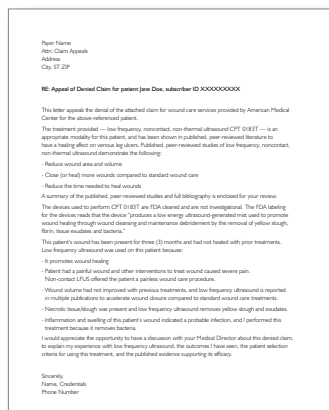 Payer Name
Attn: Claim Appeals
Address
City, ST ZIP
RE: Appeal of Denied Claim for patient Jane Doe, subscriber ID XXXXXXXXX
This letter appeals the denial of the attached claim for wound care services provided by American Medical
Center for the above-referenced patient.
The treatment provided — low frequency, noncontact, non-thermal ultrasound CPT 0183T — is an
appropriate modality for this patient, and has been shown in published, peer-reviewed literature to
have a healing affect on venous leg ulcers. Published, peer-reviewed studies of low frequency, noncontact,
non-thermal ultrasound demonstrate the following:
- Reduce wound area and volume
- Close (or heal) more wounds compared to standard wound care
- Reduce the time needed to heal wounds
A summary of the published, peer-reviewed studies and full bibliography is enclosed for your review.
The devices used to perform CPT 0183T are FDA cleared and are not investigational. The FDA labeling
for the devices reads that the device "produces a low energy ultrasound-generated mist used to promote
wound healing through wound cleansing and maintenance debridement by the removal of yellow slough,
fibrin, tissue exudates and bacteria."
This patient's wound has been present for three (3) months and had not healed with prior treatments.
Low frequency ultrasound was used on this patient because:
- It promotes wound healing
- Patient had a painful wound and other interventions to treat wound caused severe pain.
Non-contact LFUS offered the patient a painless wound care procedure.
- Wound volume had not improved with previous treatments, and low frequency ultrasound is reported
in multiple publications to accelerate wound closure compared to standard wound care treatments.
- Necrotic tissue/slough was present and low frequency ultrasound removes yellow slough and exudates.
- Inflammation and swelling of this patient's wound indicated a probable infection, and I performed this
treatment because it removes bacteria.
I would appreciate the opportunity to have a discussion with your Medical Director about this denied claim,
to explain my experience with low frequency ultrasound, the outcomes I have seen, the patient selection
criteria for using this treatment, and the published evidence supporting its efficacy.
Sincerely,
Name, Credentials
Phone Number